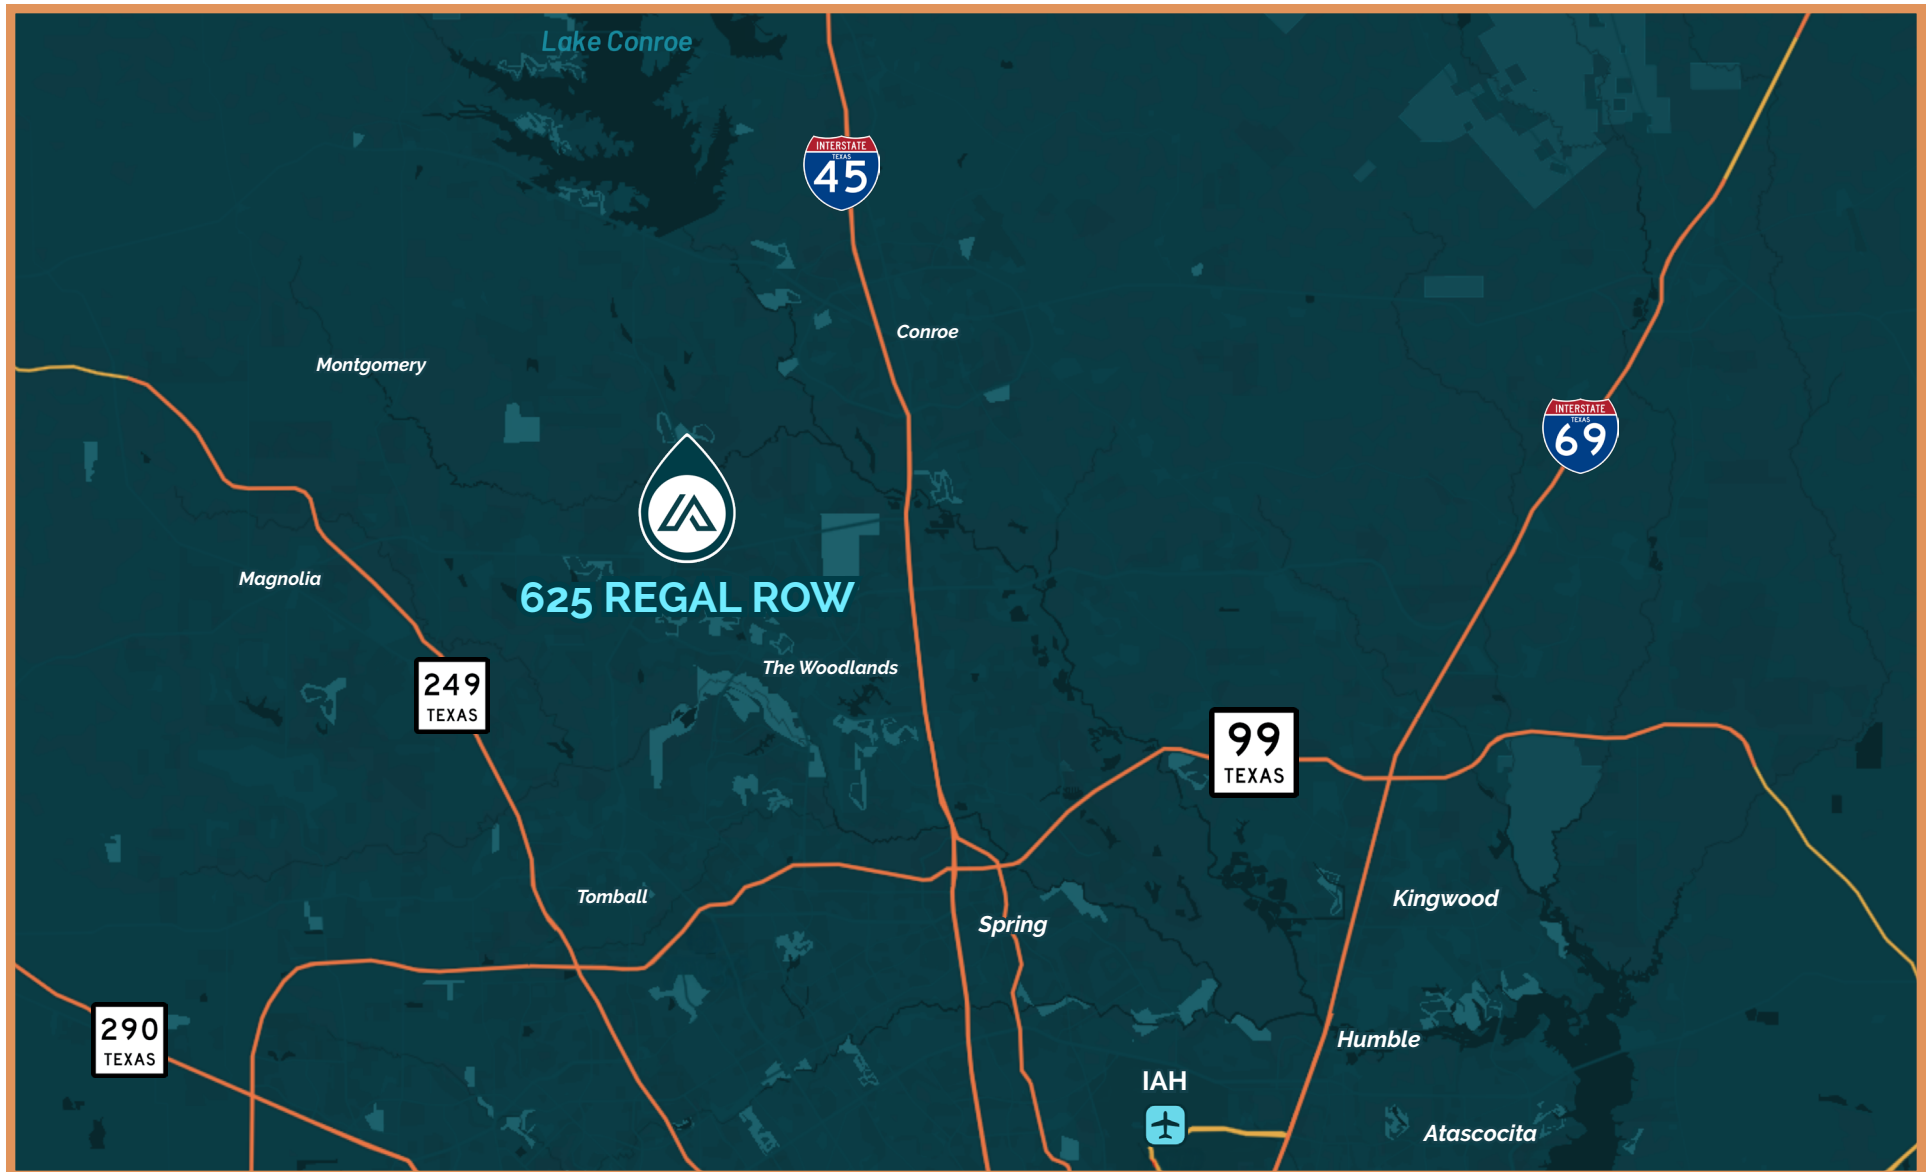 Lake Conroe
INTERSTATE
TEXAS
45
Conroe
Montgomery
INTERSTATE
TEXAS
69
Magnolia
625 REGAL ROW
The Woodlands
249
TEXAS
99
TEXAS
Tomball
Kingwood
Spring
290
TEXAS
Humble
IAH
Atascocita